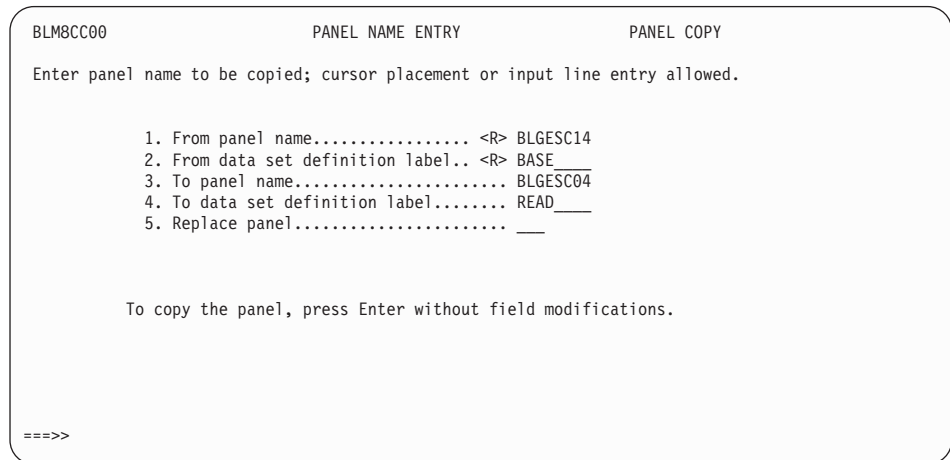 BLM8CC00 PANEL NAME ENTRY PANEL COPY
Enter panel name to be copied; cursor placement or input line entry allowed.
1. From panel name................. <R> BLGESC14
2. From data set definition label.. <R> BASE____
3. To panel name....................... BLGESC04
4. To data set definition label........ READ____
5. Replace panel....................... ___
To copy the panel, press Enter without field modifications.
===>>